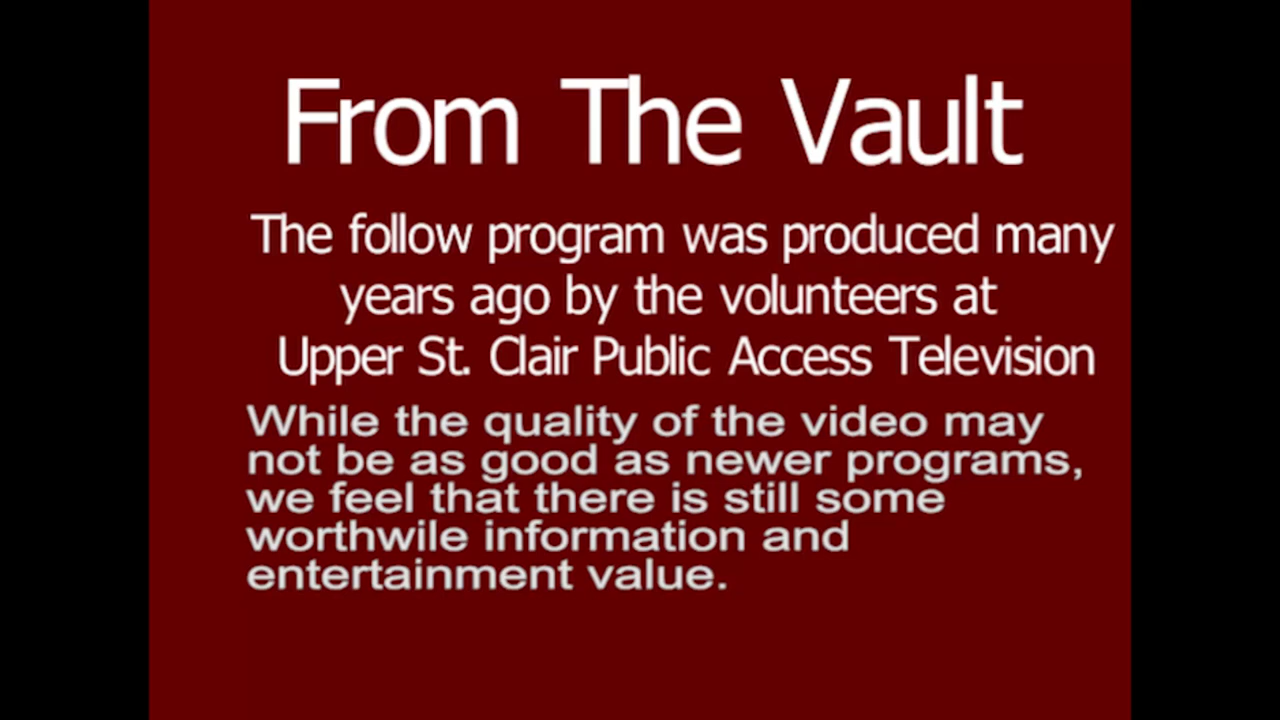 From The Vault
The follow program was produced many
years ago by the volunteers at
Upper St. Clair Public Access Television
While the quality of the video may
not be as good as newer programs,
we feel that there is still some
worthwile information and
entertainment value.